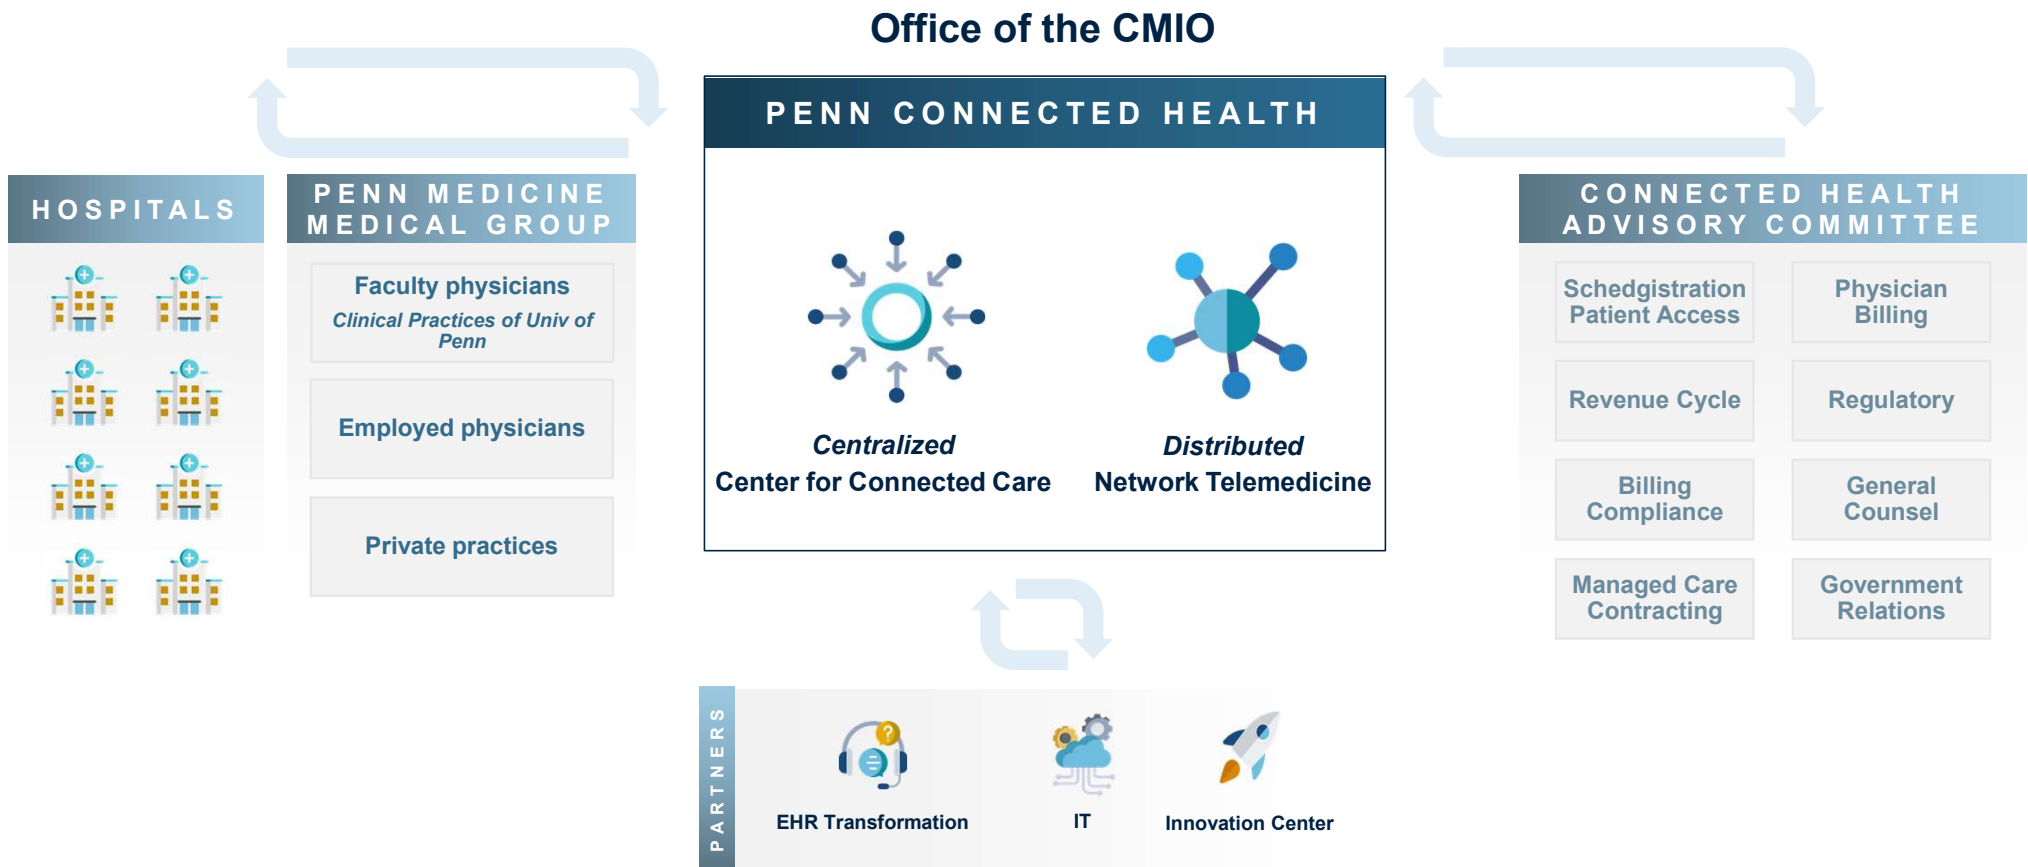 Office of the CMIO
PENN CONNECTED HEALTH
HOSPITALS
PENN MEDICINE
MEDICAL GROUP
Faculty physicians
Clinical Practices of Univ of
Penn
Employed physicians
Private practices
Centralized
Center for Connected Care
Distributed
Network Telemedicine
CONNECTED HEALTH
ADVISORY COMMITTEE
Schedgistration
Patient Access
Physician
Billing
Revenue Cycle
Regulatory
Billing
Compliance
General
Counsel
Managed Care
Contracting
Government
Relations
PARTNERS
?
EHR Transformation
IT
Innovation Center